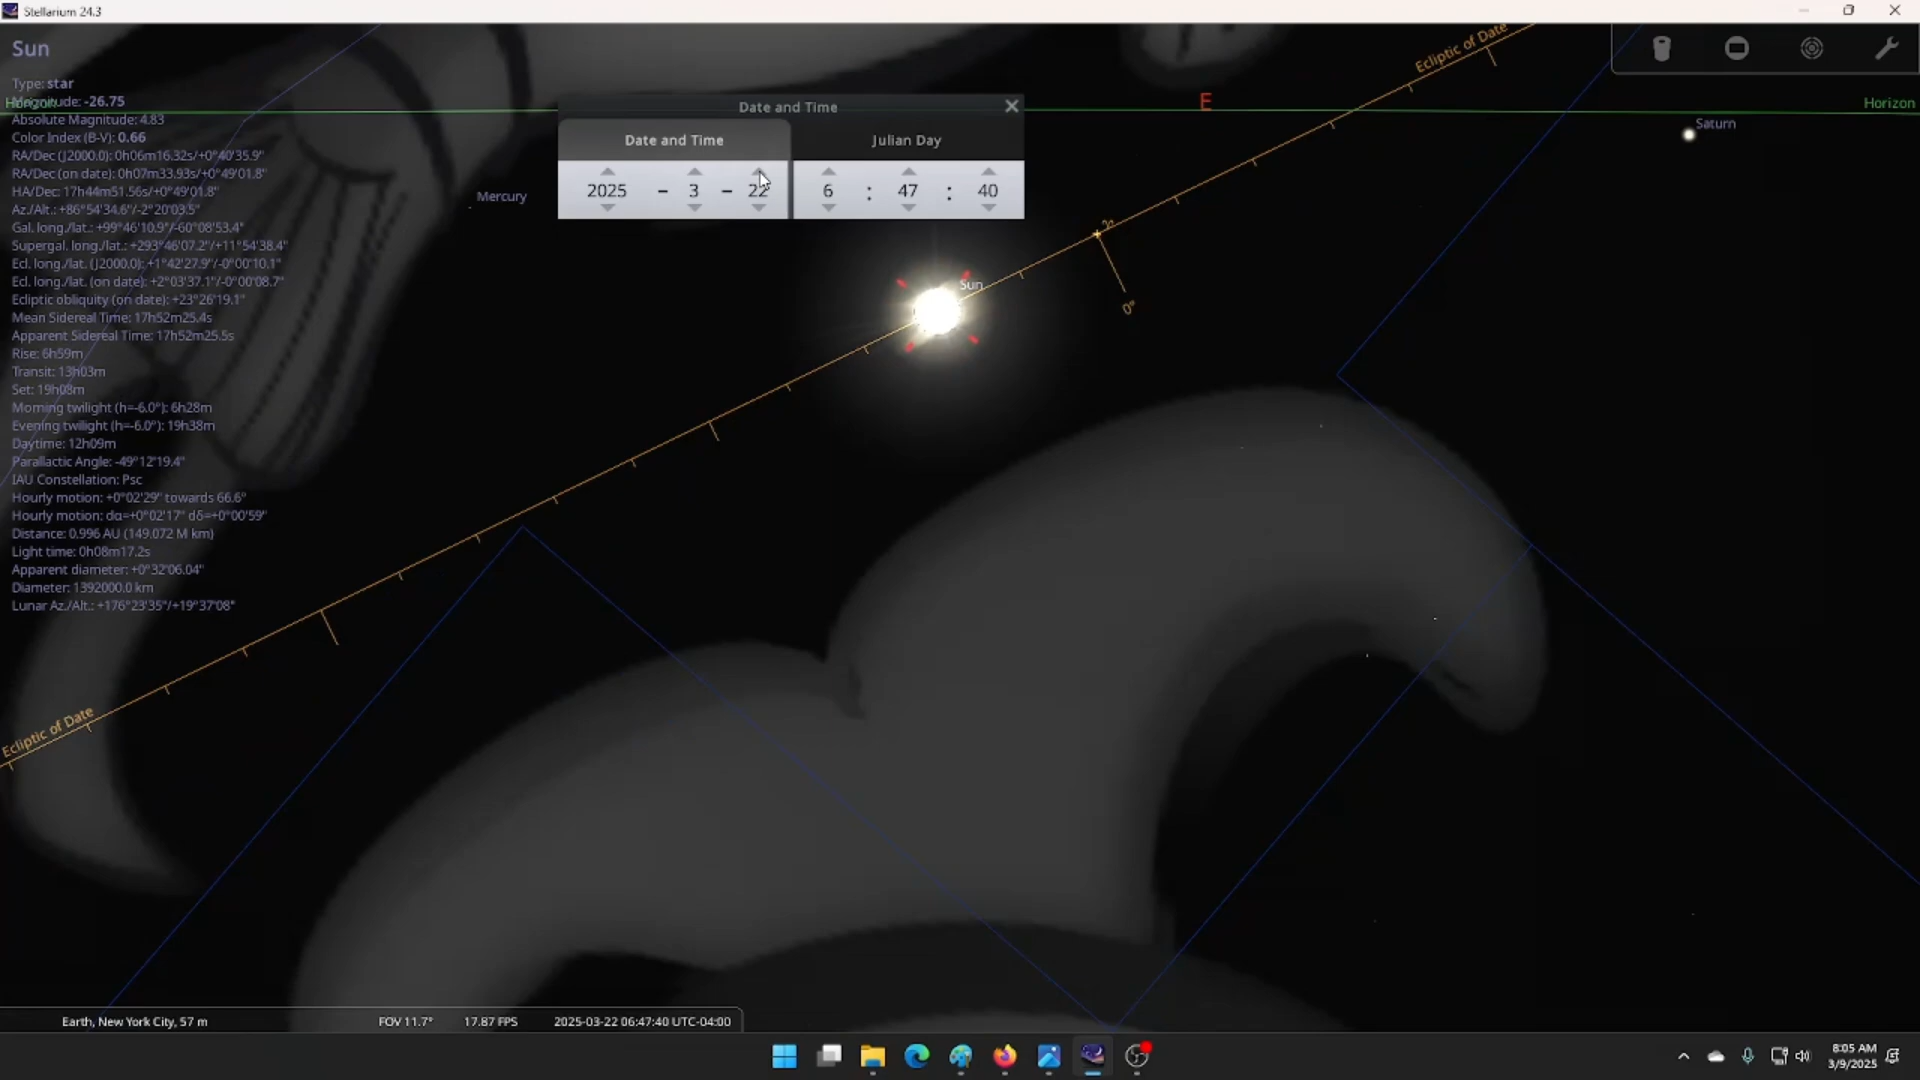 Stellarium 24.3
Sun
Type: star
Magnitude: -26.75
Absolute Magnitude: 4.83
Color Index (B-V): 0.66
RA/Dec (J2000.0): 0h06m16.32s/+0°40'35.9"
RA/Dec (on date): 0h07m33.93s/+0°49'01.8"
HA/Dec: 17h44m51.56s/+0°49'01.8"
Az./Alt.: +86°54'34.6"/-2°20'03.5"
Gal. long./lat.: +99°46'10.9"/-60°08'53.4"
Supergal. long./lat.: +293°46'07.2"/+11°54'38.4"
Ecl. long./lat. (J2000.0): +1°42'27.9"/-0°00'10.1"
Ecl. long./lat. (on date): +2°03'37.1"/-0°00'08.7"
Ecliptic obliquity (on date): +23°26'19.1"
Mean Sidereal Time: 17h52m25.4s
Apparent Sidereal Time: 17h52m25.5s
Rise: 6h59m
Transit: 13h03m
Set: 19h08m
Morning twilight (h=-6.0°): 6h28m
Evening twilight (h=-6.0°): 19h38m
Daytime: 12h09m
Parallactic Angle: -49°12'19.4"
IAU Constellation: Psc
Hourly motion: +0°02'29" towards 66.6°
Hourly motion: dα=+0°02'17" dδ=+0°00'59"
Distance: 0.996 AU (149.072 M km)
Light time: 0h08m17.2s
Apparent diameter: +0°32'06.04"
Diameter: 1392000.0 km
Lunar Az./Alt.: +176°23'35"/+19°37'08"
Horizon
Date and Time
Date and Time
Julian Day
2025 - 3 - 22
6 : 47 : 40
E
Ecliptic of Date
Horizon
Saturn
Mercury
Sun
0°
Ecliptic of Date
Earth, New York City, 57 m
FOV 11.7°
17.87 FPS
2025-03-22 06:47:40 UTC-04:00
8:05 AM
3/9/2025